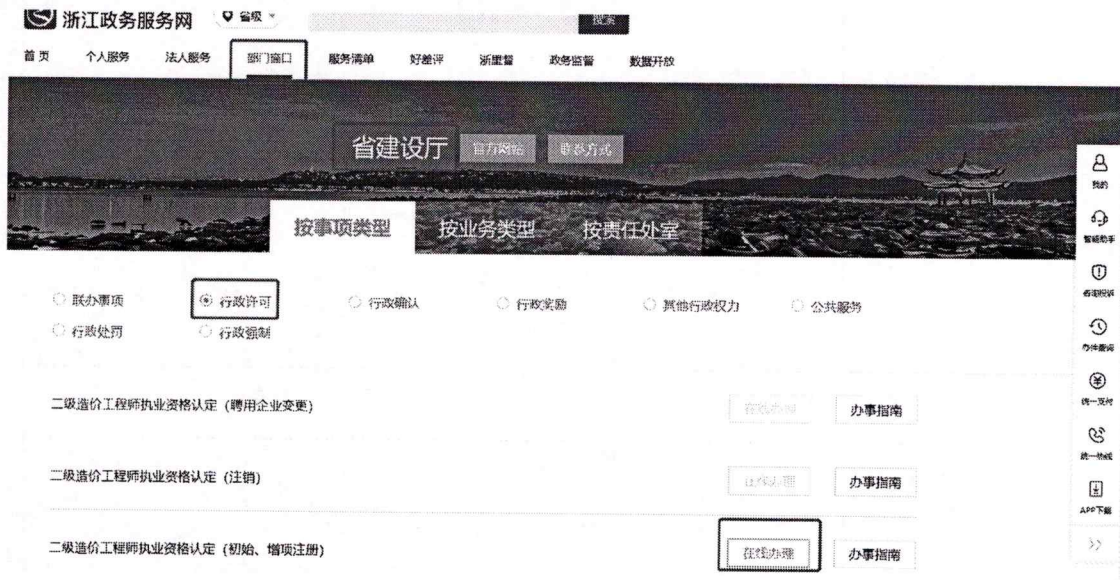 浙江政务服务网 省级 搜索
首页 个人服务 法人服务 部门窗口 服务清单 好差评 浙里督 政务监督 数据开放
省建设厅 官方网站 联系方式
按事项类型 按业务类型 按责任处室
联办事项 行政许可 行政确认 行政奖励 其他行政权力 公共服务
行政处罚 行政强制
二级造价工程师执业资格认定（聘用企业变更） 在线办理 办事指南
二级造价工程师执业资格认定（注销） 在线办理 办事指南
二级造价工程师执业资格认定（初始、增项注册） 在线办理 办事指南
我的
智能助手
咨询投诉
办件查询
统一支付
统一热线
APP下载